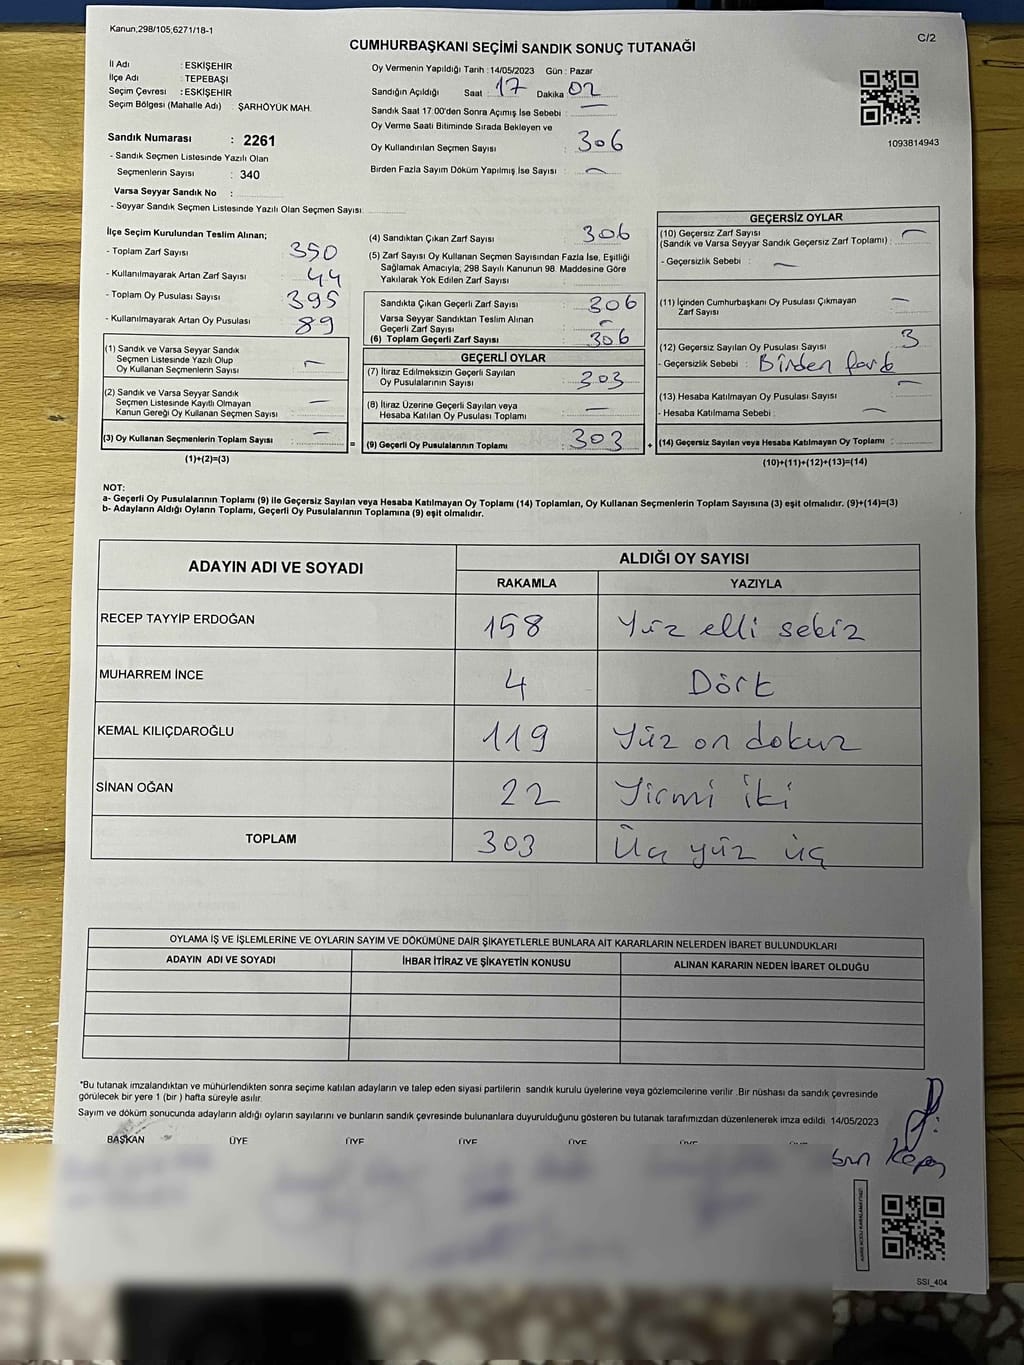 Kanun;298/105;6271/18-1
C/2
CUMHURBAŞKANI SEÇİMİ SANDIK SONUÇ TUTANAĞI
İl Adı : ESKİŞEHİR
İlçe Adı : TEPEBAŞI
Seçim Çevresi : ESKİŞEHİR
Seçim Bölgesi (Mahalle Adı) : ŞARHÖYÜK MAH.
Sandık Numarası : 2261
- Sandık Seçmen Listesinde Yazılı Olan
Seçmenlerin Sayısı : 340
Varsa Seyyar Sandık No :
- Seyyar Sandık Seçmen Listesinde Yazılı Olan Seçmen Sayısı:
Oy Vermenin Yapıldığı Tarih : 14/05/2023 Gün : Pazar
Sandığın Açıldığı Saat : 17 Dakika : 02
Sandık Saat 17:00'den Sonra Açımış İse Sebebi : —
Oy Verme Saati Bitiminde Sırada Bekleyen ve
Oy Kullandırılan Seçmen Sayısı : 306
Birden Fazla Sayım Döküm Yapılmış İse Sayısı : —
1093814943
İlçe Seçim Kurulundan Teslim Alınan;
- Toplam Zarf Sayısı : 350
- Kullanılmayarak Artan Zarf Sayısı : 44
- Toplam Oy Pusulası Sayısı : 395
- Kullanılmayarak Artan Oy Pusulası : 89
(1) Sandık ve Varsa Seyyar Sandık
Seçmen Listesinde Yazılı Olup
Oy Kullanan Seçmenlerin Sayısı : —
(2) Sandık ve Varsa Seyyar Sandık
Seçmen Listesinde Kayıtlı Olmayan
Kanun Gereği Oy Kullanan Seçmen Sayısı : —
(3) Oy Kullanan Seçmenlerin Toplam Sayısı : —
(1)+(2)=(3)
=
(4) Sandıktan Çıkan Zarf Sayısı : 306
(5) Zarf Sayısı Oy Kullanan Seçmen Sayısından Fazla İse, Eşitliği
Sağlamak Amacıyla, 298 Sayılı Kanunun 98. Maddesine Göre
Yakılarak Yok Edilen Zarf Sayısı :
Sandıkta Çıkan Geçerli Zarf Sayısı : 306
Varsa Seyyar Sandıktan Teslim Alınan
Geçerli Zarf Sayısı : —
(6) Toplam Geçerli Zarf Sayısı : 306
GEÇERLİ OYLAR
(7) İtiraz Edilmeksizin Geçerli Sayılan
Oy Pusulalarının Sayısı : 303
(8) İtiraz Üzerine Geçerli Sayılan veya
Hesaba Katılan Oy Pusulası Toplamı : —
(9) Geçerli Oy Pusulalarının Toplamı : 303
+
GEÇERSİZ OYLAR
(10) Geçersiz Zarf Sayısı
(Sandık ve Varsa Seyyar Sandık Geçersiz Zarf Toplamı) : —
- Geçersizlik Sebebi : —
(11) İçinden Cumhurbaşkanı Oy Pusulası Çıkmayan
Zarf Sayısı : —
(12) Geçersiz Sayılan Oy Pusulası Sayısı : 3
- Geçersizlik Sebebi : Birden
(13) Hesaba Katılmayan Oy Pusulası Sayısı : —
- Hesaba Katılmama Sebebi : —
(14) Geçersiz Sayılan veya Hesaba Katılmayan Oy Toplamı :
(10)+(11)+(12)+(13)=(14)
NOT:
a- Geçerli Oy Pusulalarının Toplamı (9) ile Geçersiz Sayılan veya Hesaba Katılmayan Oy Toplamı (14) Toplamları, Oy Kullanan Seçmenlerin Toplam Sayısına (3) eşit olmalıdır. (9)+(14)=(3)
b- Adayların Aldığı Oyların Toplamı, Geçerli Oy Pusulalarının Toplamına (9) eşit olmalıdır.
ADAYIN ADI VE SOYADI
ALDIĞI OY SAYISI
RAKAMLA YAZIYLA
RECEP TAYYİP ERDOĞAN 158 Yüz elli sekiz
MUHARREM İNCE 4 Dört
KEMAL KILIÇDAROĞLU 119 Yüz on dokuz
SİNAN OĞAN 22 Yirmi iki
TOPLAM 303 Üç yüz üç
OYLAMA İŞ VE İŞLEMLERİNE VE OYLARIN SAYIM VE DÖKÜMÜNE DAİR ŞİKAYETLERLE BUNLARA AİT KARARLARIN NELERDEN İBARET BULUNDUKLARI
ADAYIN ADI VE SOYADI İHBAR İTİRAZ VE ŞİKAYETİN KONUSU ALINAN KARARIN NEDEN İBARET OLDUĞU
*Bu tutanak imzalandıktan ve mühürlendikten sonra seçime katılan adayların ve talep eden siyasi partilerin sandık kurulu üyelerine veya gözlemcilerine verilir. Bir nüshası da sandık çevresinde
görülecek bir yere 1 (bir ) hafta süreyle asılır.
Sayım ve döküm sonucunda adayların aldığı oyların sayılarını ve bunların sandık çevresinde bulunanlara duyurulduğunu gösteren bu tutanak tarafımızdan düzenlenerek imza edildi. 14/05/2023
BAŞKAN ÜYE ÜYE ÜYE ÜYE ÜYE
SSI_404